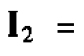 I₂ =